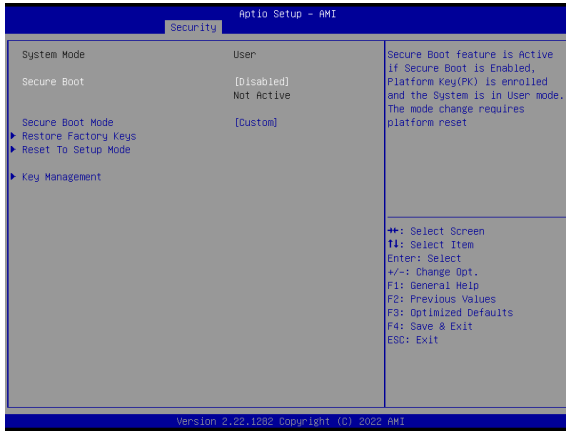 Aptio Setup - AMI
Security
System Mode User
Secure Boot [Disabled]
Not Active
Secure Boot Mode [Custom]
Restore Factory Keys
Reset To Setup Mode
Key Management
Secure Boot feature is Active
if Secure Boot is Enabled,
Platform Key(PK) is enrolled
and the System is in User mode.
The mode change requires
platform reset
→←: Select Screen
↑↓: Select Item
Enter: Select
+/-: Change Opt.
F1: General Help
F2: Previous Values
F3: Optimized Defaults
F4: Save & Exit
ESC: Exit
Version 2.22.1282 Copyright (C) 2022 AMI